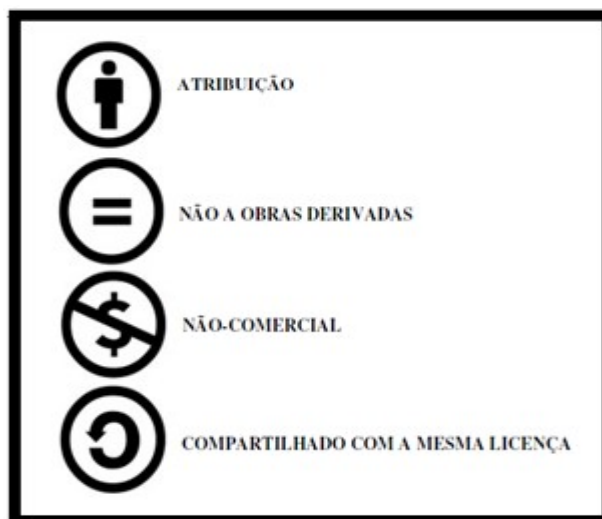 ATRIBUIÇÃO
NÃO A OBRAS DERIVADAS
NÃO-COMERCIAL
COMPARTILHADO COM A MESMA LICENÇA